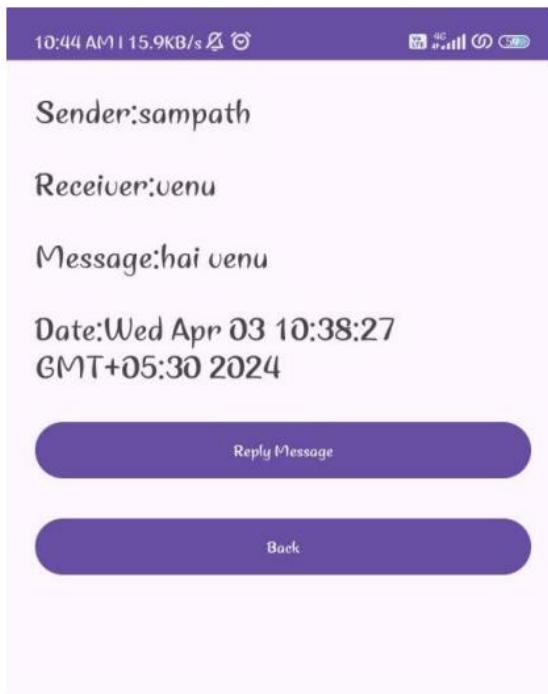 10:44 AM | 15.9KB/s
4G
Sender:sampath
Receiver:venu
Message:hai venu
Date:Wed Apr 03 10:38:27
GMT+05:30 2024
Reply Message
Back